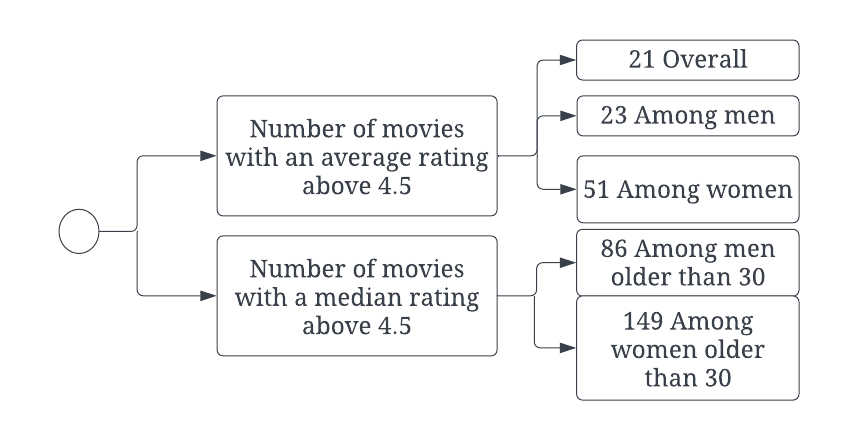 Number of movies
with an average rating
above 4.5
21 Overall
23 Among men
51 Among women
Number of movies
with a median rating
above 4.5
86 Among men
older than 30
149 Among
women older
than 30